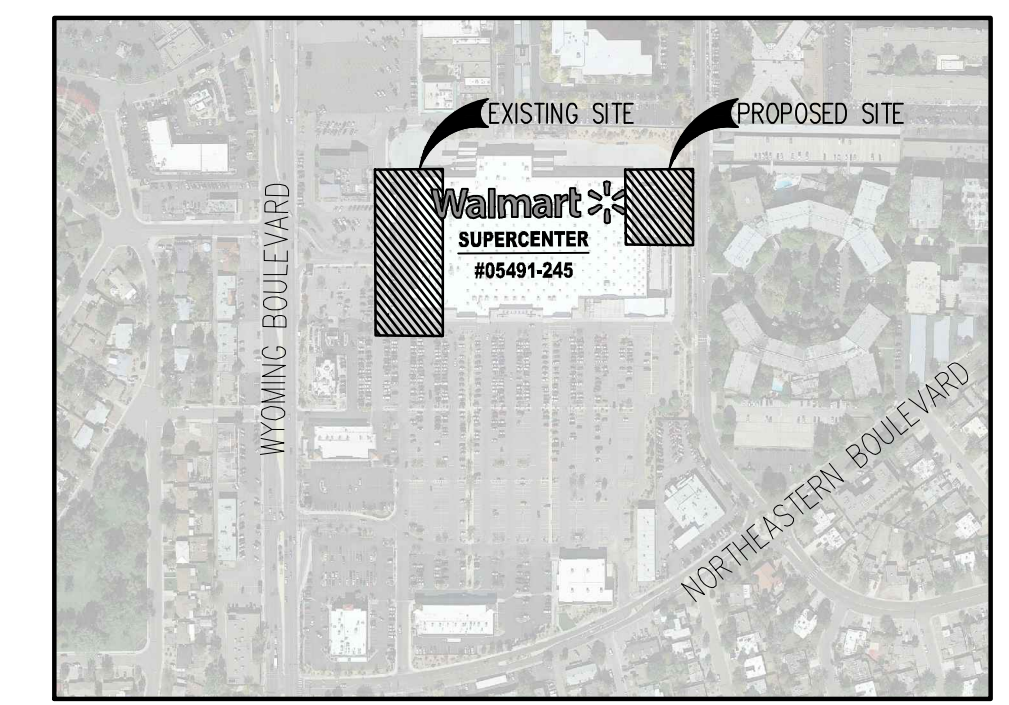 EXISTING SITE
PROPOSED SITE
Walmart
SUPERCENTER
#05491-245
WYOMING BOULEVARD
NORTHEASTERN BOULEVARD